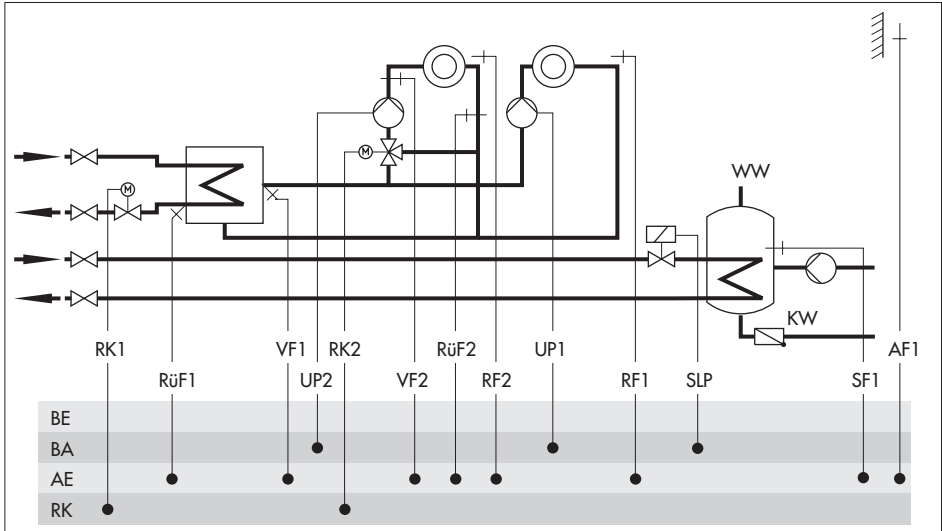 M
M
WW
KW
RK1 VF1 RK2 RüF2 UP1 AF1
RüF1 UP2 VF2 RF2 RF1 SLP SF1
BE
BA
AE
RK